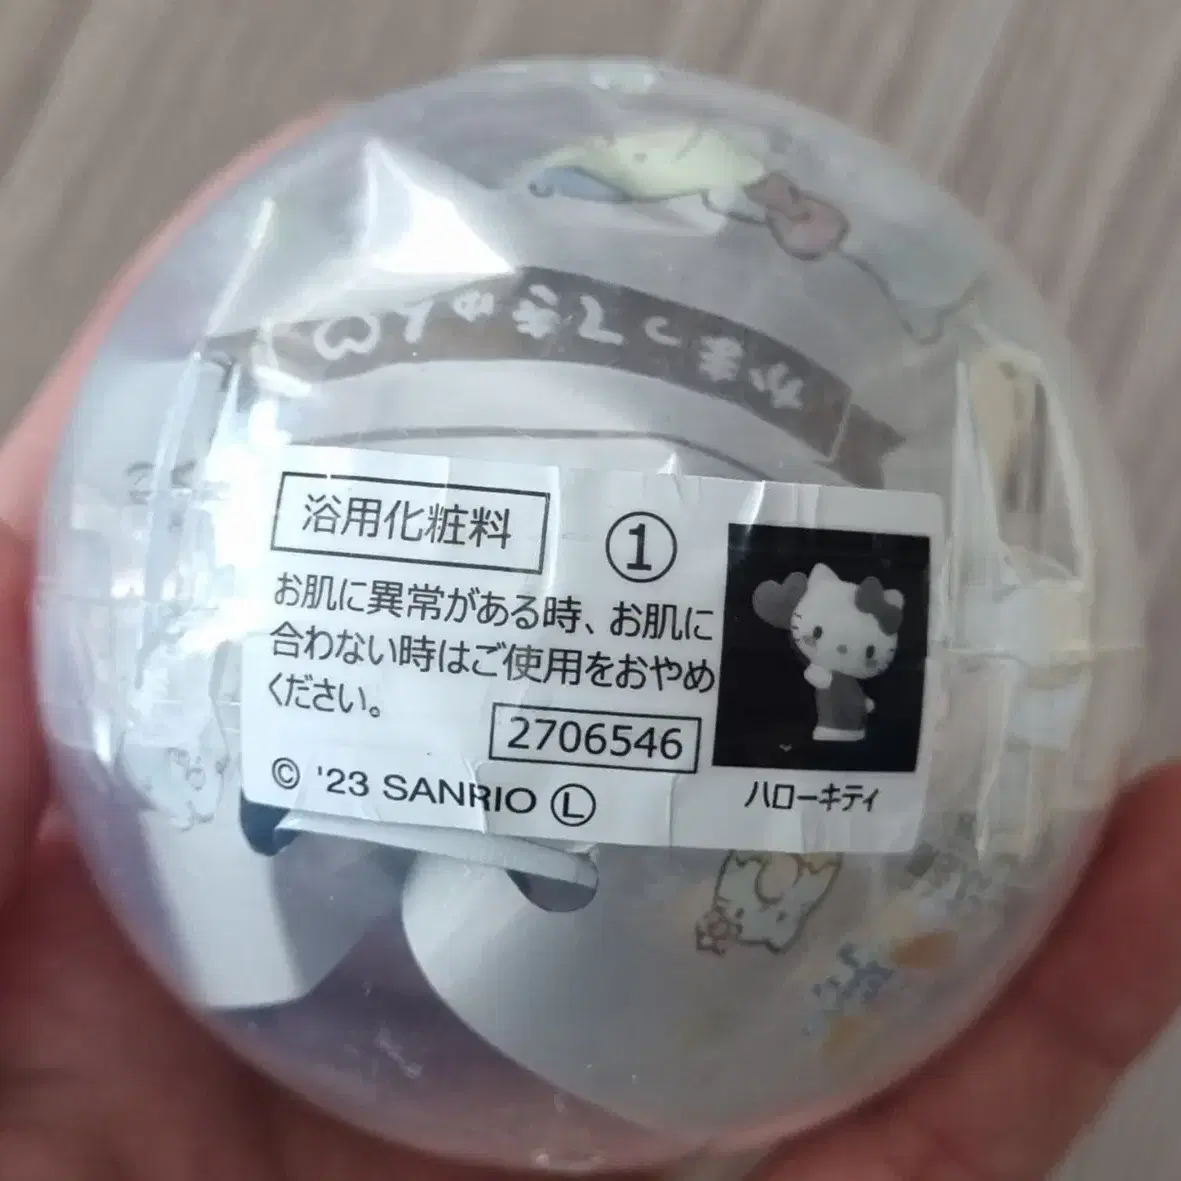 浴用化粧料
①
お肌に異常がある時、お肌に
合わない時はご使用をおやめ
ください。
2706546
© '23 SANRIO Ⓛ
ハローキティ